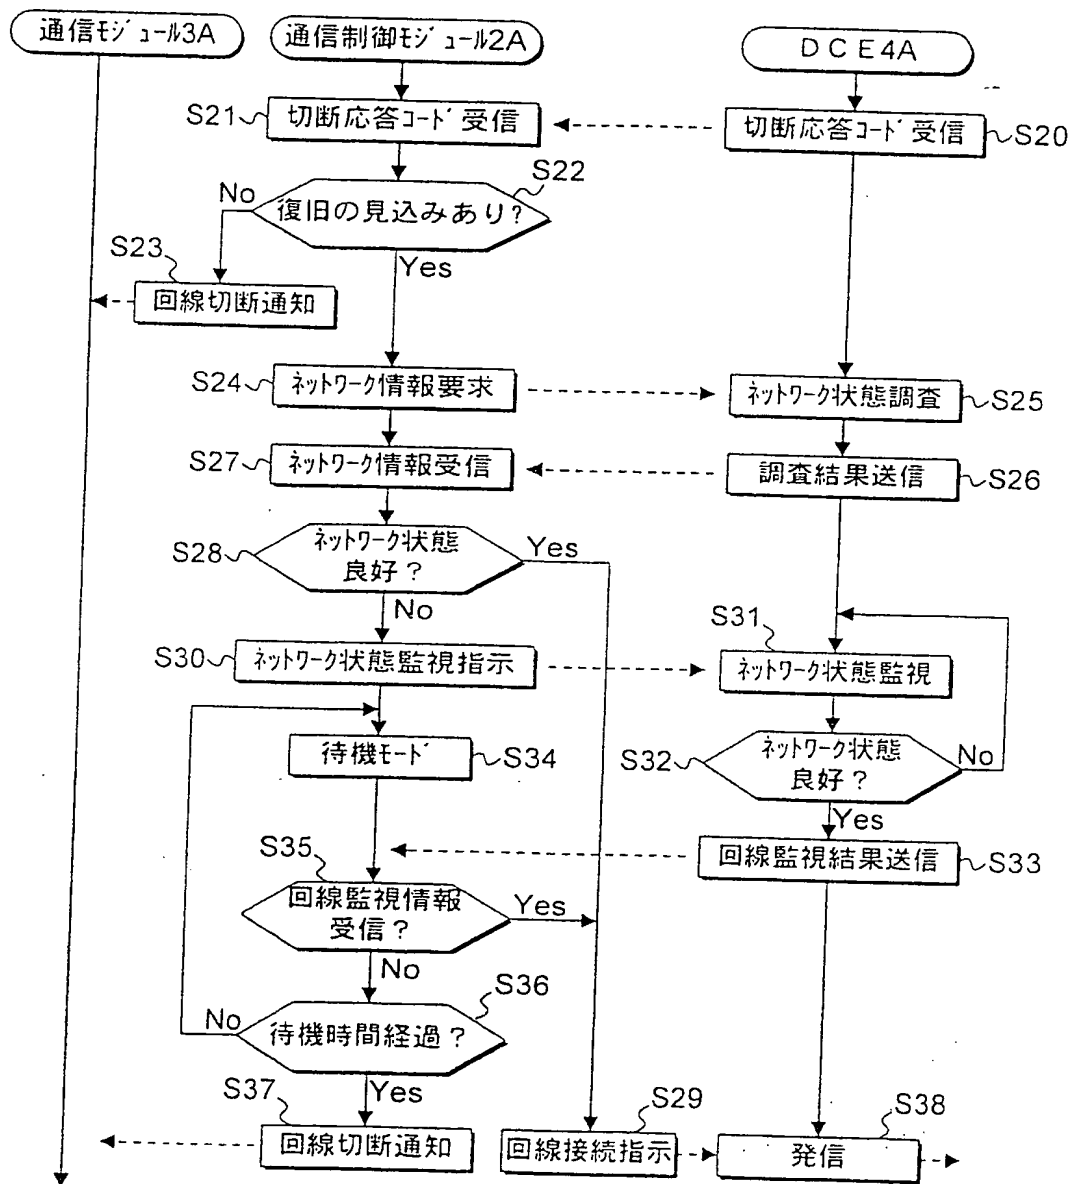 通信モジュール3A
通信制御モジュール2A
DCE4A
S21
切断応答コード受信
切断応答コード受信
S20
S22
No
復旧の見込みあり?
S23
Yes
回線切断通知
S24
ネットワーク情報要求
ネットワーク状態調査
S25
S27
ネットワーク情報受信
調査結果送信
S26
S28
ネットワーク状態
良好?
Yes
No
S31
S30
ネットワーク状態監視指示
ネットワーク状態監視
待機モード
S34
S32
ネットワーク状態
良好?
No
Yes
S35
回線監視結果送信
S33
回線監視情報
受信?
Yes
No
S36
No
待機時間経過?
S37
Yes
S29
S38
回線切断通知
回線接続指示
発信